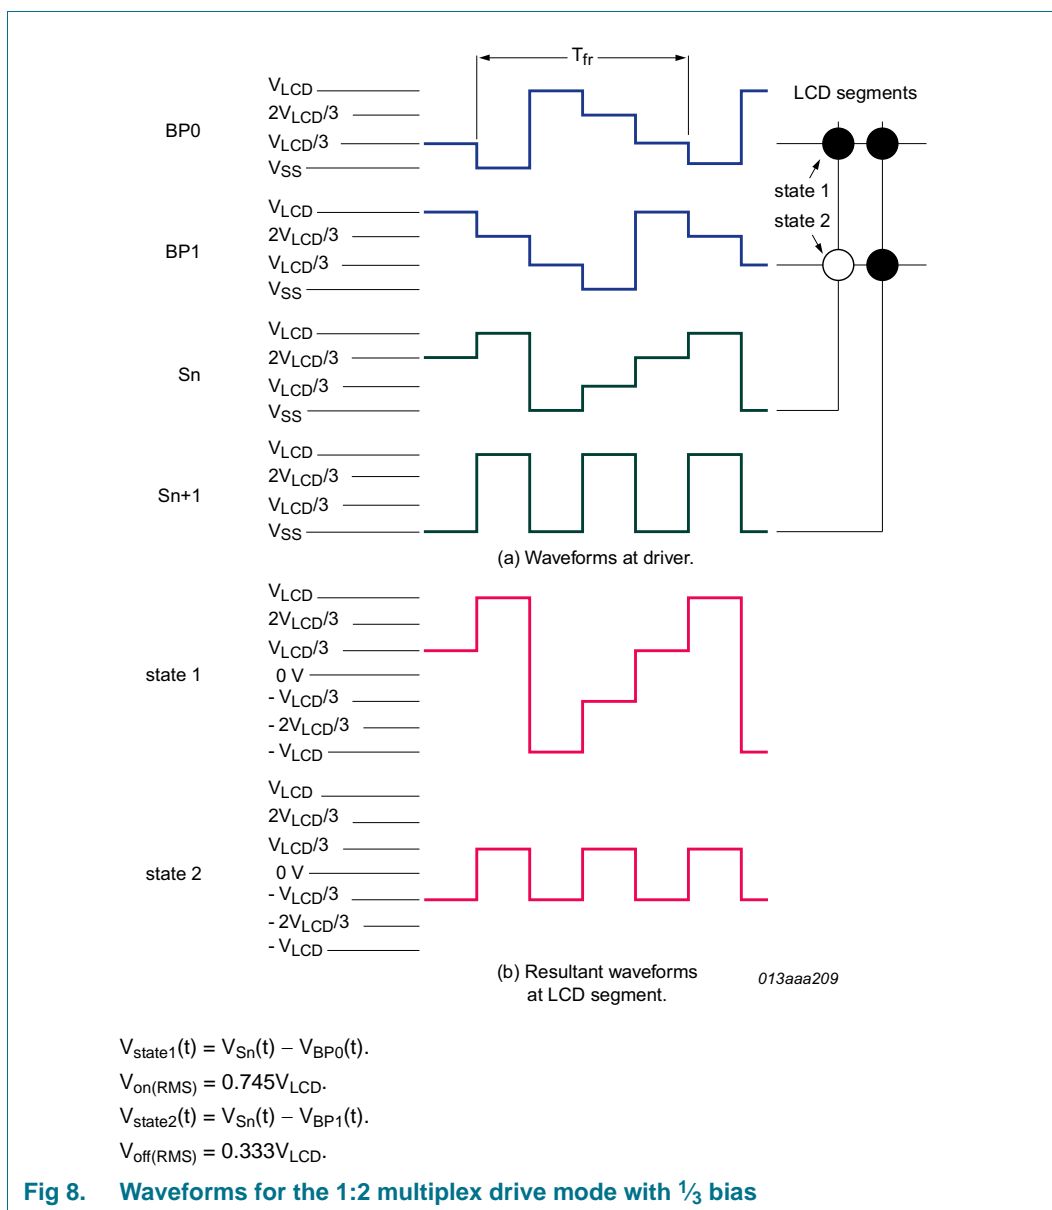 T_fr
BP0
V_LCD
2V_LCD/3
V_LCD/3
V_SS
LCD segments
state 1
state 2
BP1
V_LCD
2V_LCD/3
V_LCD/3
V_SS
Sn
V_LCD
2V_LCD/3
V_LCD/3
V_SS
Sn+1
V_LCD
2V_LCD/3
V_LCD/3
V_SS
(a) Waveforms at driver.
state 1
V_LCD
2V_LCD/3
V_LCD/3
0 V
- V_LCD/3
- 2V_LCD/3
- V_LCD
state 2
V_LCD
2V_LCD/3
V_LCD/3
0 V
- V_LCD/3
- 2V_LCD/3
- V_LCD
(b) Resultant waveforms
at LCD segment.
013aaa209
V_state1(t) = V_Sn(t) − V_BP0(t).
V_on(RMS) = 0.745V_LCD.
V_state2(t) = V_Sn(t) − V_BP1(t).
V_off(RMS) = 0.333V_LCD.
Fig 8. Waveforms for the 1:2 multiplex drive mode with 1⁄3 bias